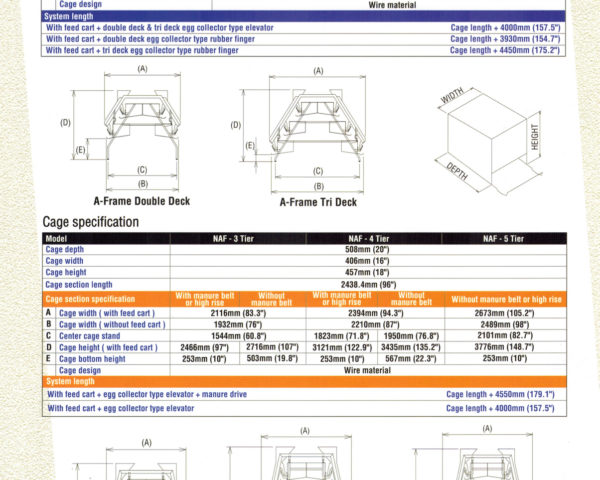 Cage design Wire material
System length
With feed cart + double deck & tri deck egg collector type elevator Cage length + 4000mm (157.5")
With feed cart + double deck egg collector type rubber finger Cage length + 3930mm (154.7")
With feed cart + tri deck egg collector type rubber finger Cage length + 4450mm (175.2")
(A) (A)
(D) (D)
(E) (E)
(C) (C)
(B) (B)
WIDTH
HEIGHT
DEPTH
A-Frame Double Deck A-Frame Tri Deck
Cage specification
Model NAF - 3 Tier NAF - 4 Tier NAF - 5 Tier
Cage depth 508mm (20")
Cage width 406mm (16")
Cage height 457mm (18")
Cage section length 2438.4mm (96")
Cage section specification With manure belt or high rise Without manure belt With manure belt or high rise Without manure belt Without manure belt or high rise
A Cage width ( with feed cart ) 2116mm (83.3") 2394mm (94.3") 2673mm (105.2")
B Cage width (without feed cart ) 1932mm (76") 2210mm (87") 2489mm (98")
C Center cage stand 1544mm (60.8") 1823mm (71.8") 1950mm (76.8") 2101mm (82.7")
D Cage height ( with feed cart ) 2466mm (97") 2716mm (107") 3121mm (122.9") 3435mm (135.2") 3776mm (148.7")
E Cage bottom height 253mm (10") 503mm (19.8") 253mm (10") 567mm (22.3") 253mm (10")
Cage design Wire material
System length
With feed cart + egg collector type elevator + manure drive Cage length + 4550mm (179.1")
With feed cart + egg collector type elevator Cage length + 4000mm (157.5")
(A) (A) (A)